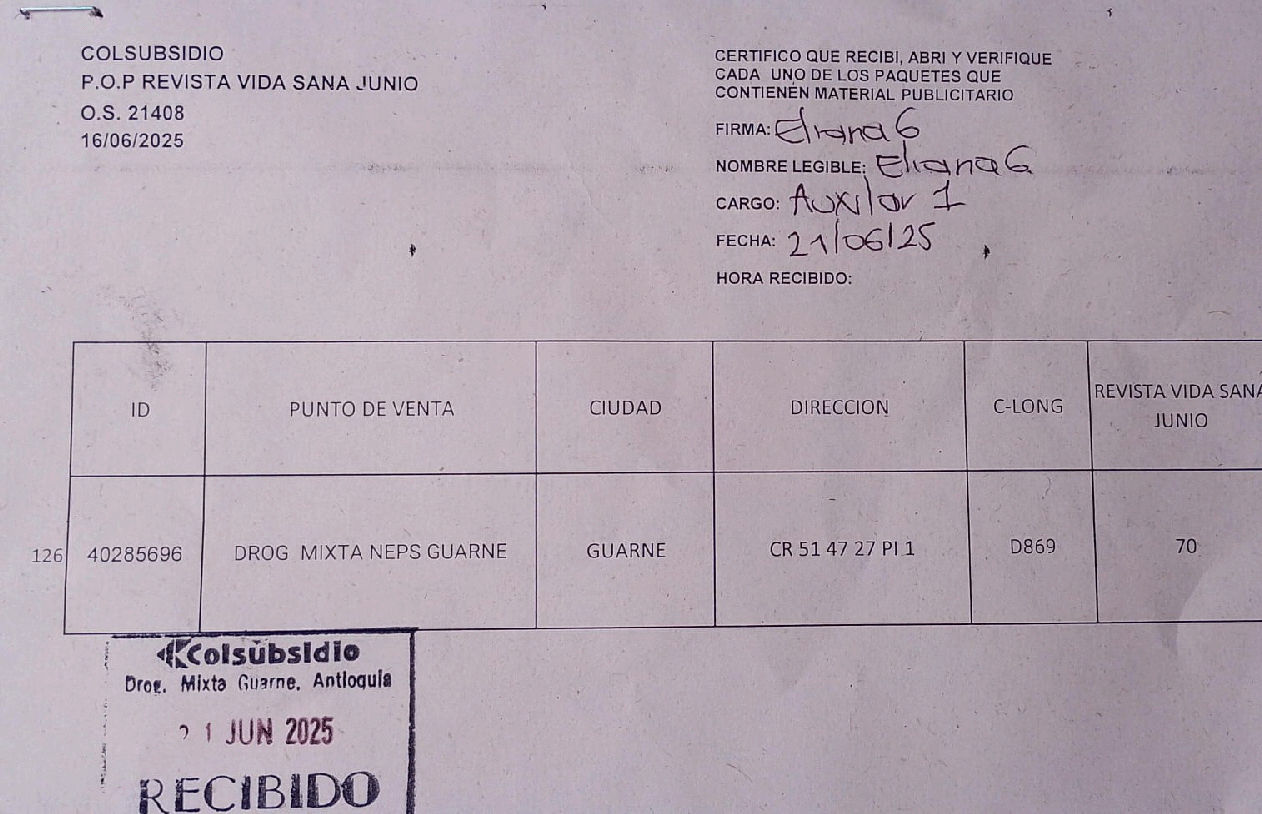 COLSUBSIDIO
P.O.P REVISTA VIDA SANA JUNIO
O.S. 21408
16/06/2025
CERTIFICO QUE RECIBI, ABRI Y VERIFIQUE
CADA UNO DE LOS PAQUETES QUE
CONTIENEN MATERIAL PUBLICITARIO
FIRMA: Eliana G
NOMBRE LEGIBLE: Eliana G
CARGO: Auxiliar 1
FECHA: 21/06/25
HORA RECIBIDO:
ID PUNTO DE VENTA CIUDAD DIRECCION C-LONG REVISTA VIDA SANA
JUNIO
126 40285696 DROG MIXTA NEPS GUARNE GUARNE CR 51 47 27 PI 1 D869 70
Colsubsidio
Drog. Mixta Guarne, Antioquia
21 JUN 2025
RECIBIDO